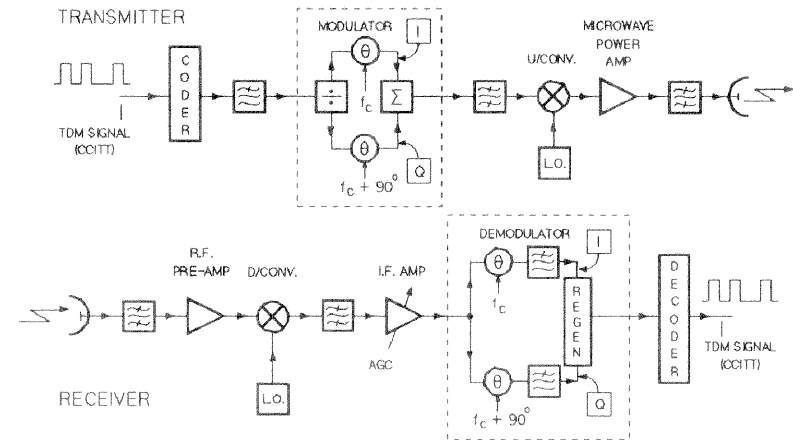 TRANSMITTER
MODULATOR
I
MICROWAVE
POWER
AMP
U/CONV.
CODER
θ
fc
÷
Σ
θ
Q
fc + 90°
TDM SIGNAL
(CCITT)
L.O.
DEMODULATOR
I
R.F.
PRE-AMP
D/CONV.
I.F. AMP
θ
fc
REGEN
DECODER
AGC
TDM SIGNAL
(CCITT)
L.O.
θ
Q
fc + 90°
RECEIVER